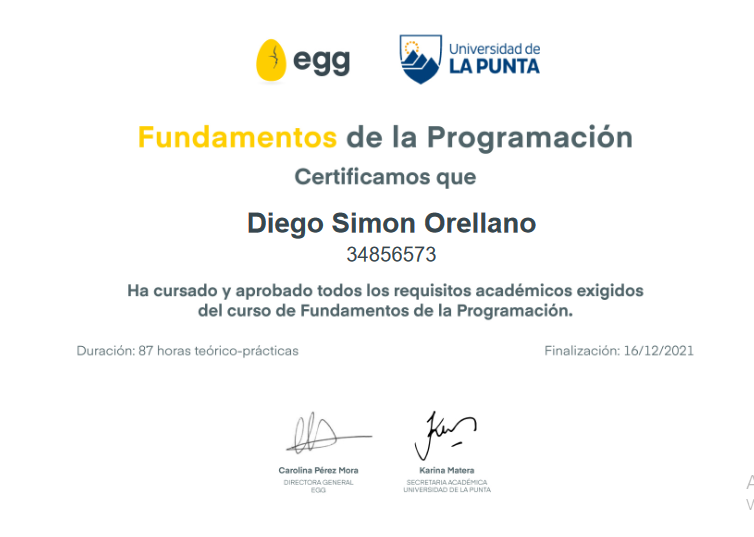 egg
Universidad de
LA PUNTA
Fundamentos de la Programación
Certificamos que
Diego Simon Orellano
34856573
Ha cursado y aprobado todos los requisitos académicos exigidos
del curso de Fundamentos de la Programación.
Duración: 87 horas teórico-prácticas
Finalización: 16/12/2021
Carolina Pérez Mora
DIRECTORA GENERAL
EGG
Karina Matera
SECRETARIA ACADÉMICA
UNIVERSIDAD DE LA PUNTA